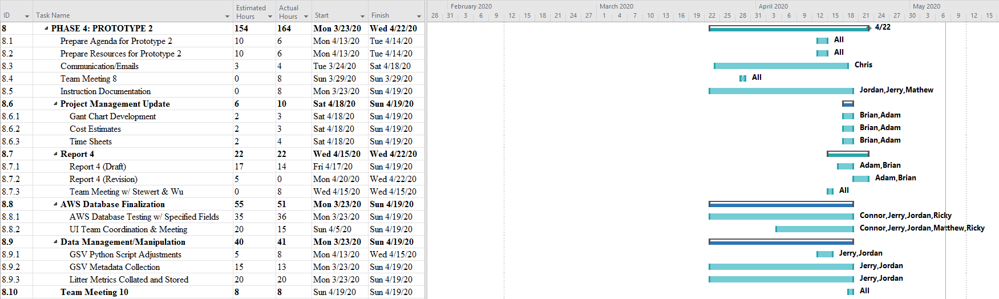 February 2020 March 2020 April 2020 May 2020
ID Task Name Estimated Hours Actual Hours Start Finish 28 31 3 6 9 12 15 18 21 24 27 1 4 7 10 13 16 19 22 25 28 31 3 6 9 12 15 18 21 24 27 30 3 6 9 12 15
8 PHASE 4: PROTOTYPE 2 154 164 Mon 3/23/20 Wed 4/22/20 4/22
8.1 Prepare Agenda for Prototype 2 10 6 Mon 4/13/20 Tue 4/14/20 All
8.2 Prepare Resources for Prototype 2 10 6 Mon 4/13/20 Tue 4/14/20 All
8.3 Communication/Emails 3 4 Tue 3/24/20 Sat 4/18/20 Chris
8.4 Team Meeting 8 0 8 Sun 3/29/20 Sun 3/29/20 All
8.5 Instruction Documentation 0 8 Mon 3/23/20 Sun 4/19/20 Jordan,Jerry,Mathew
8.6 Project Management Update 6 10 Sat 4/18/20 Sun 4/19/20
8.6.1 Gant Chart Development 2 3 Sat 4/18/20 Sun 4/19/20 Brian,Adam
8.6.2 Cost Estimates 2 3 Sat 4/18/20 Sun 4/19/20 Brian,Adam
8.6.3 Time Sheets 2 4 Sat 4/18/20 Sun 4/19/20 Brian,Adam
8.7 Report 4 22 22 Wed 4/15/20 Wed 4/22/20
8.7.1 Report 4 (Draft) 17 14 Fri 4/17/20 Sun 4/19/20 Adam,Brian
8.7.2 Report 4 (Revision) 5 0 Mon 4/20/20 Wed 4/22/20 Adam,Brian
8.7.3 Team Meeting w/ Stewert & Wu 0 8 Wed 4/15/20 Wed 4/15/20 All
8.8 AWS Database Finalization 55 51 Mon 3/23/20 Sun 4/19/20
8.8.1 AWS Database Testing w/ Specified Fields 35 36 Mon 3/23/20 Sun 4/19/20 Connor,Jerry,Jordan,Ricky
8.8.2 UI Team Coordination & Meeting 20 15 Sun 4/5/20 Sun 4/19/20 Connor,Jerry,Jordan,Matthew,Ricky
8.9 Data Management/Manipulation 40 41 Mon 3/23/20 Sun 4/19/20
8.9.1 GSV Python Script Adjustments 5 8 Mon 4/13/20 Wed 4/15/20 Jerry,Jordan
8.9.2 GSV Metadata Collection 15 13 Mon 3/23/20 Sun 4/19/20 Jerry,Jordan
8.9.3 Litter Metrics Collated and Stored 20 20 Mon 3/23/20 Sun 4/19/20 Jerry,Jordan
8.10 Team Meeting 10 8 8 Sun 4/19/20 Sun 4/19/20 All